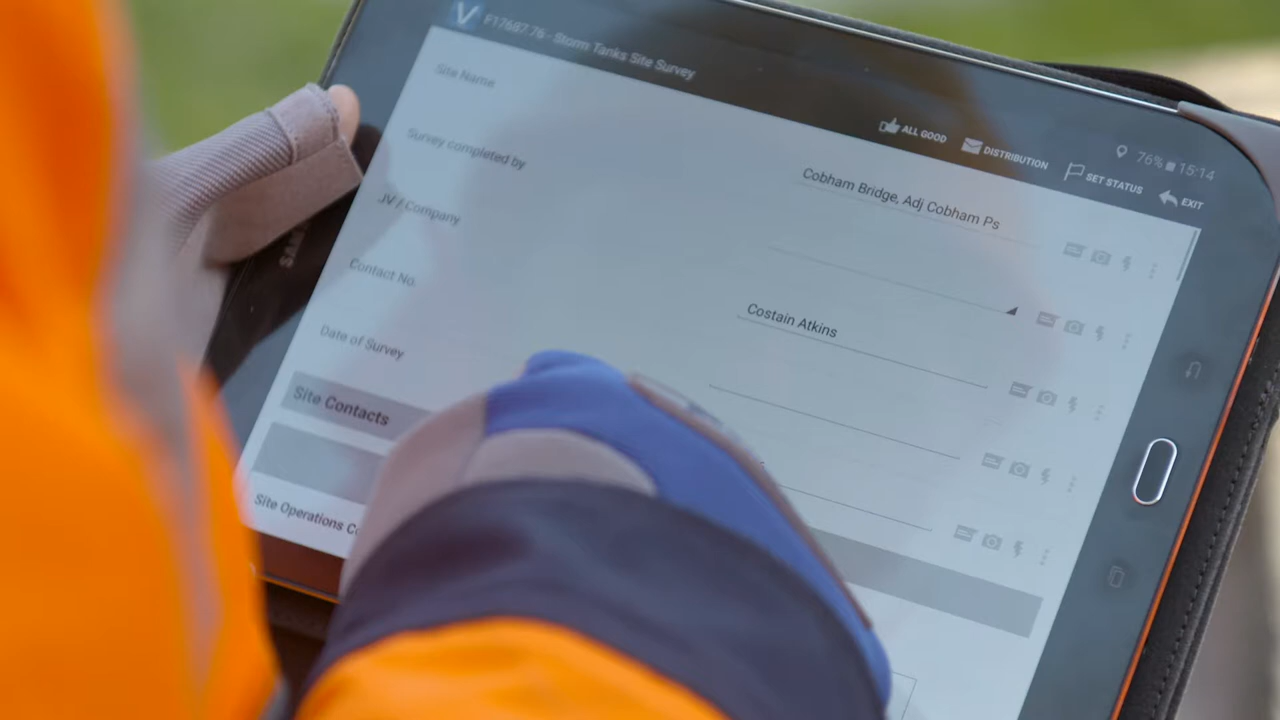 F17687.76 - Storm Tanks Site Survey
76% 15:14
ALL GOOD
DISTRIBUTION
SET STATUS
EXIT
Site Name
Cobham Bridge, Adj Cobham Ps
Survey completed by
JV / Company
Costain Atkins
Contact No.
Date of Survey
Site Contacts
Site Operations Co
SAMS